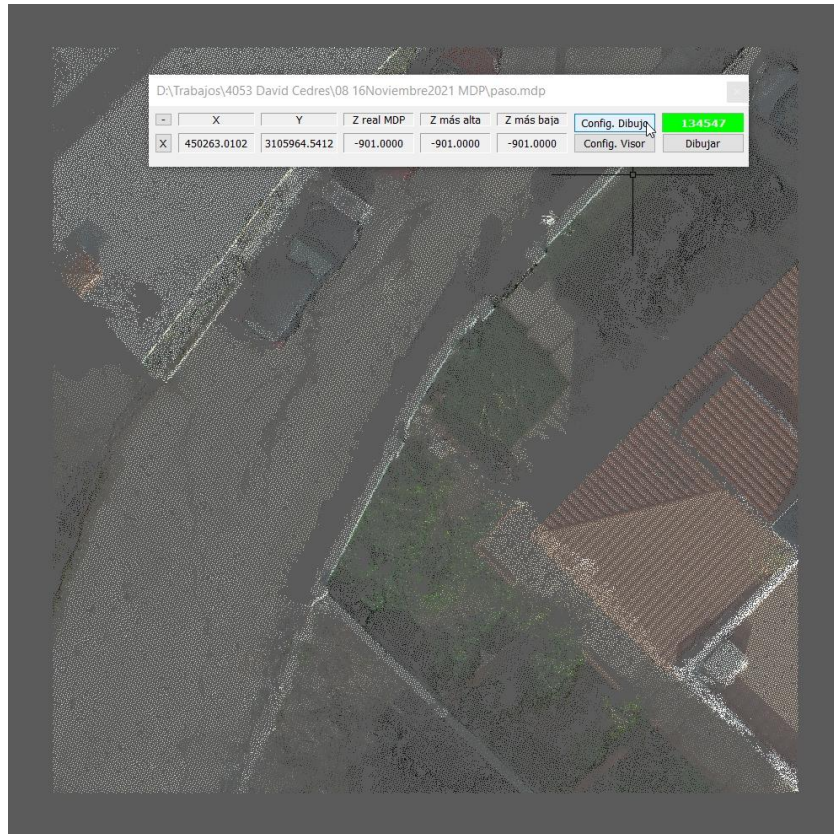 D:\Trabajos\4053 David Cedres\08 16Noviembre2021 MDP\paso.mdp
- X Y Z real MDP Z más alta Z más baja Config. Dibujo 134547
X 450263.0102 3105964.5412 -901.0000 -901.0000 -901.0000 Config. Visor Dibujar